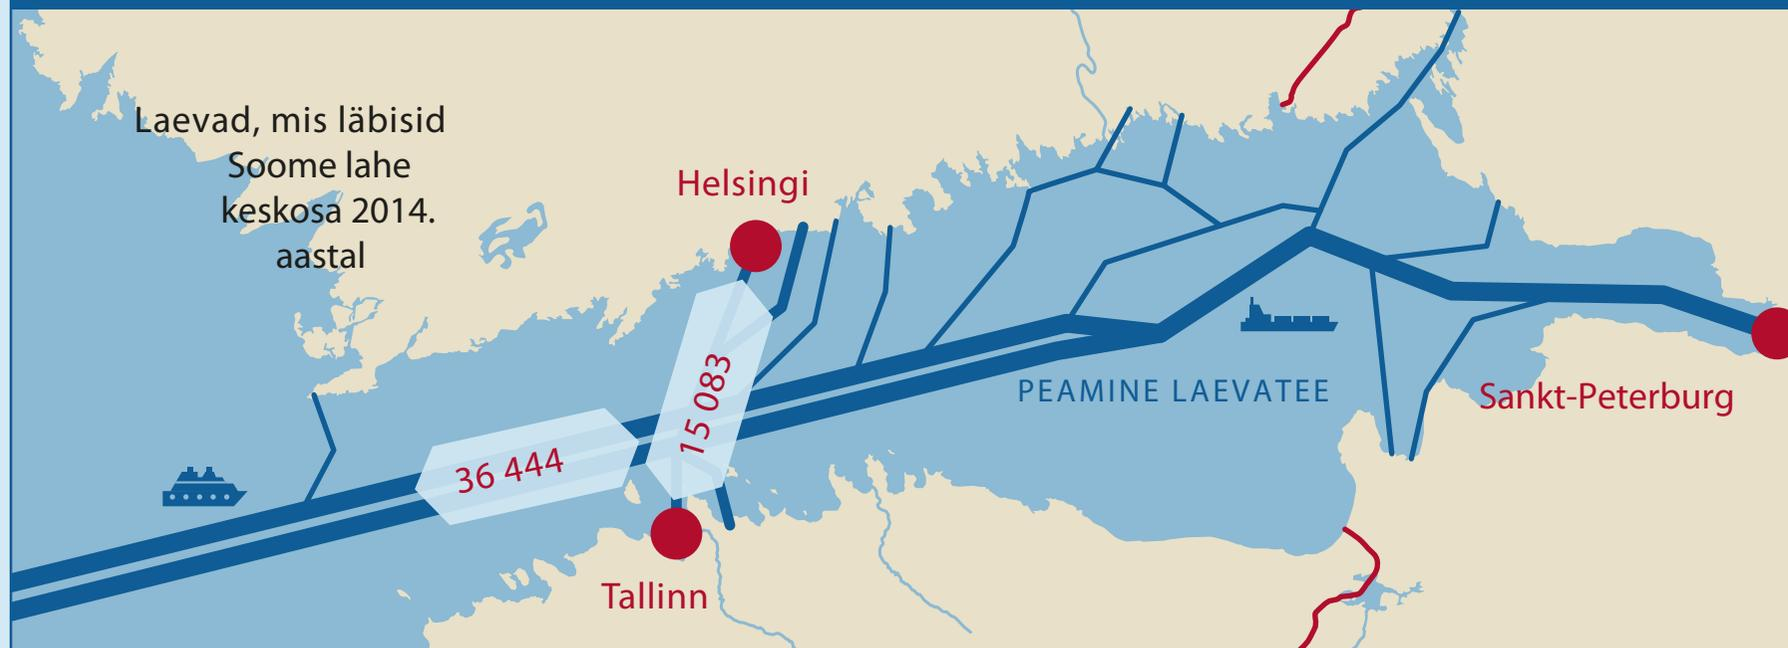 Laevad, mis läbisid
Soome lahe
keskosa 2014.
aastal
Helsingi
15 083
36 444
PEAMINE LAEVATEE
Sankt-Peterburg
Tallinn